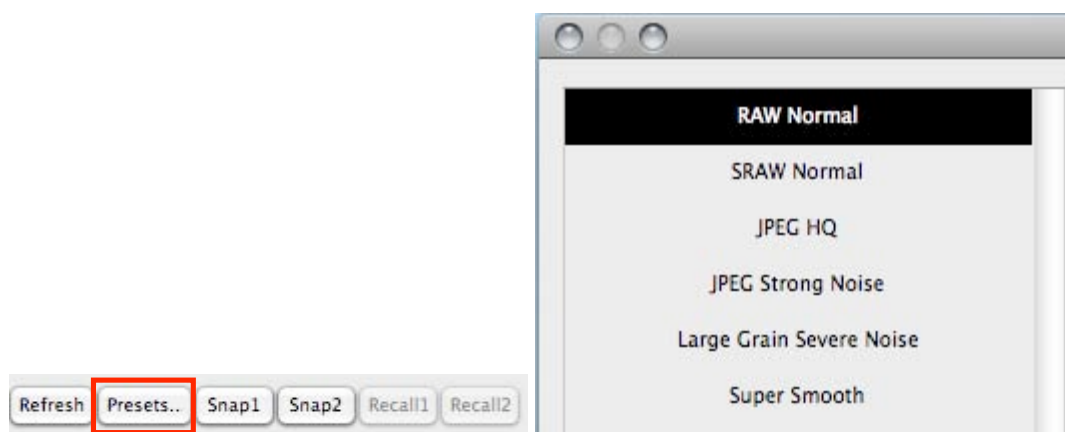 Refresh Presets.. Snap1 Snap2 Recall1 Recall2
RAW Normal
SRAW Normal
JPEG HQ
JPEG Strong Noise
Large Grain Severe Noise
Super Smooth